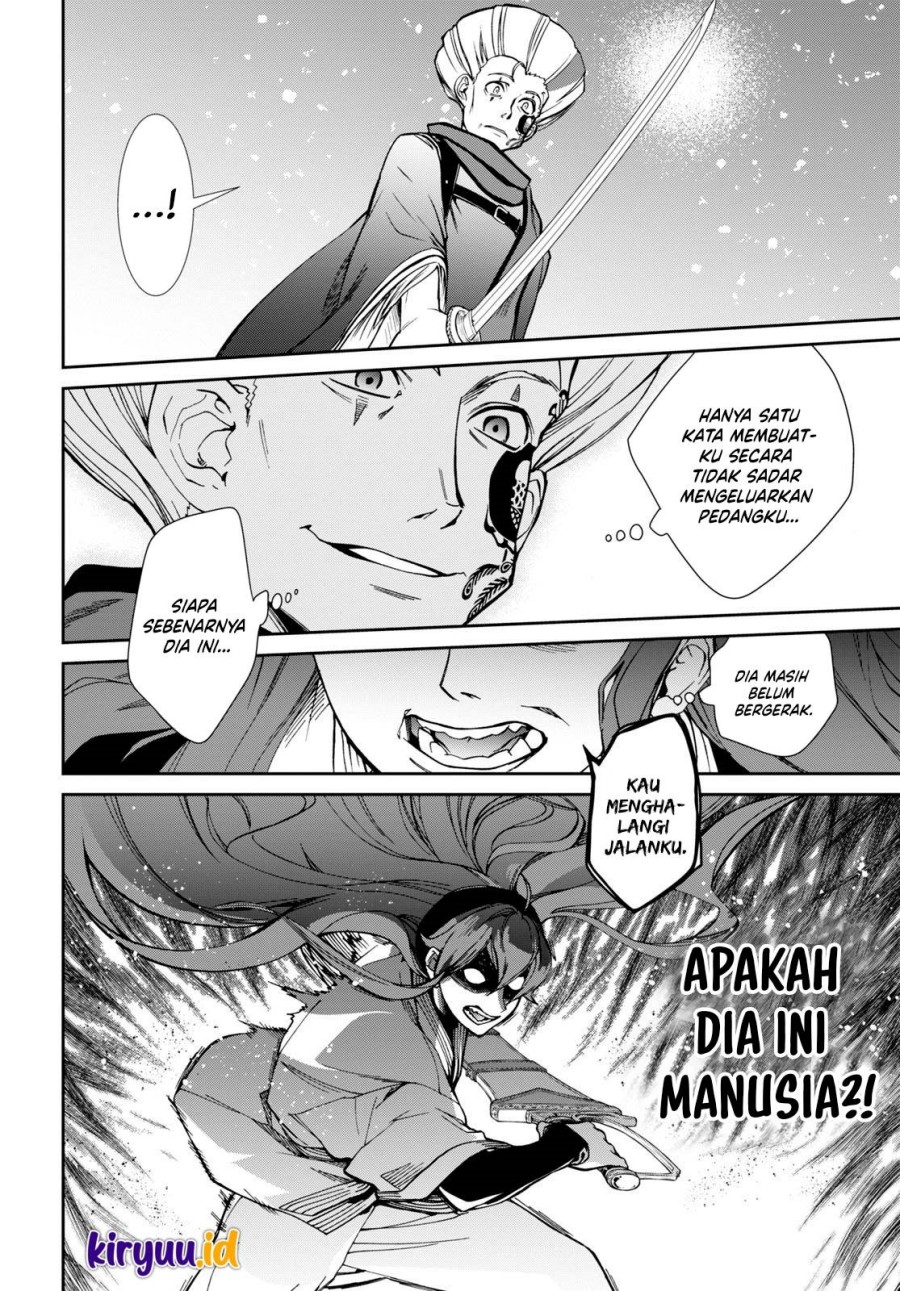 ...!
HANYA SATU
KATA MEMBUAT-
KU SECARA
TIDAK SADAR
MENGELUARKAN
PEDANGKU...
SIAPA
SEBENARNYA
DIA INI...
DIA MASIH
BELUM
BERGERAK.
KAU
MENGHA-
LANGI
JALANKU.
APAKAH
DIA INI
MANUSIA?!
kiryuu.id